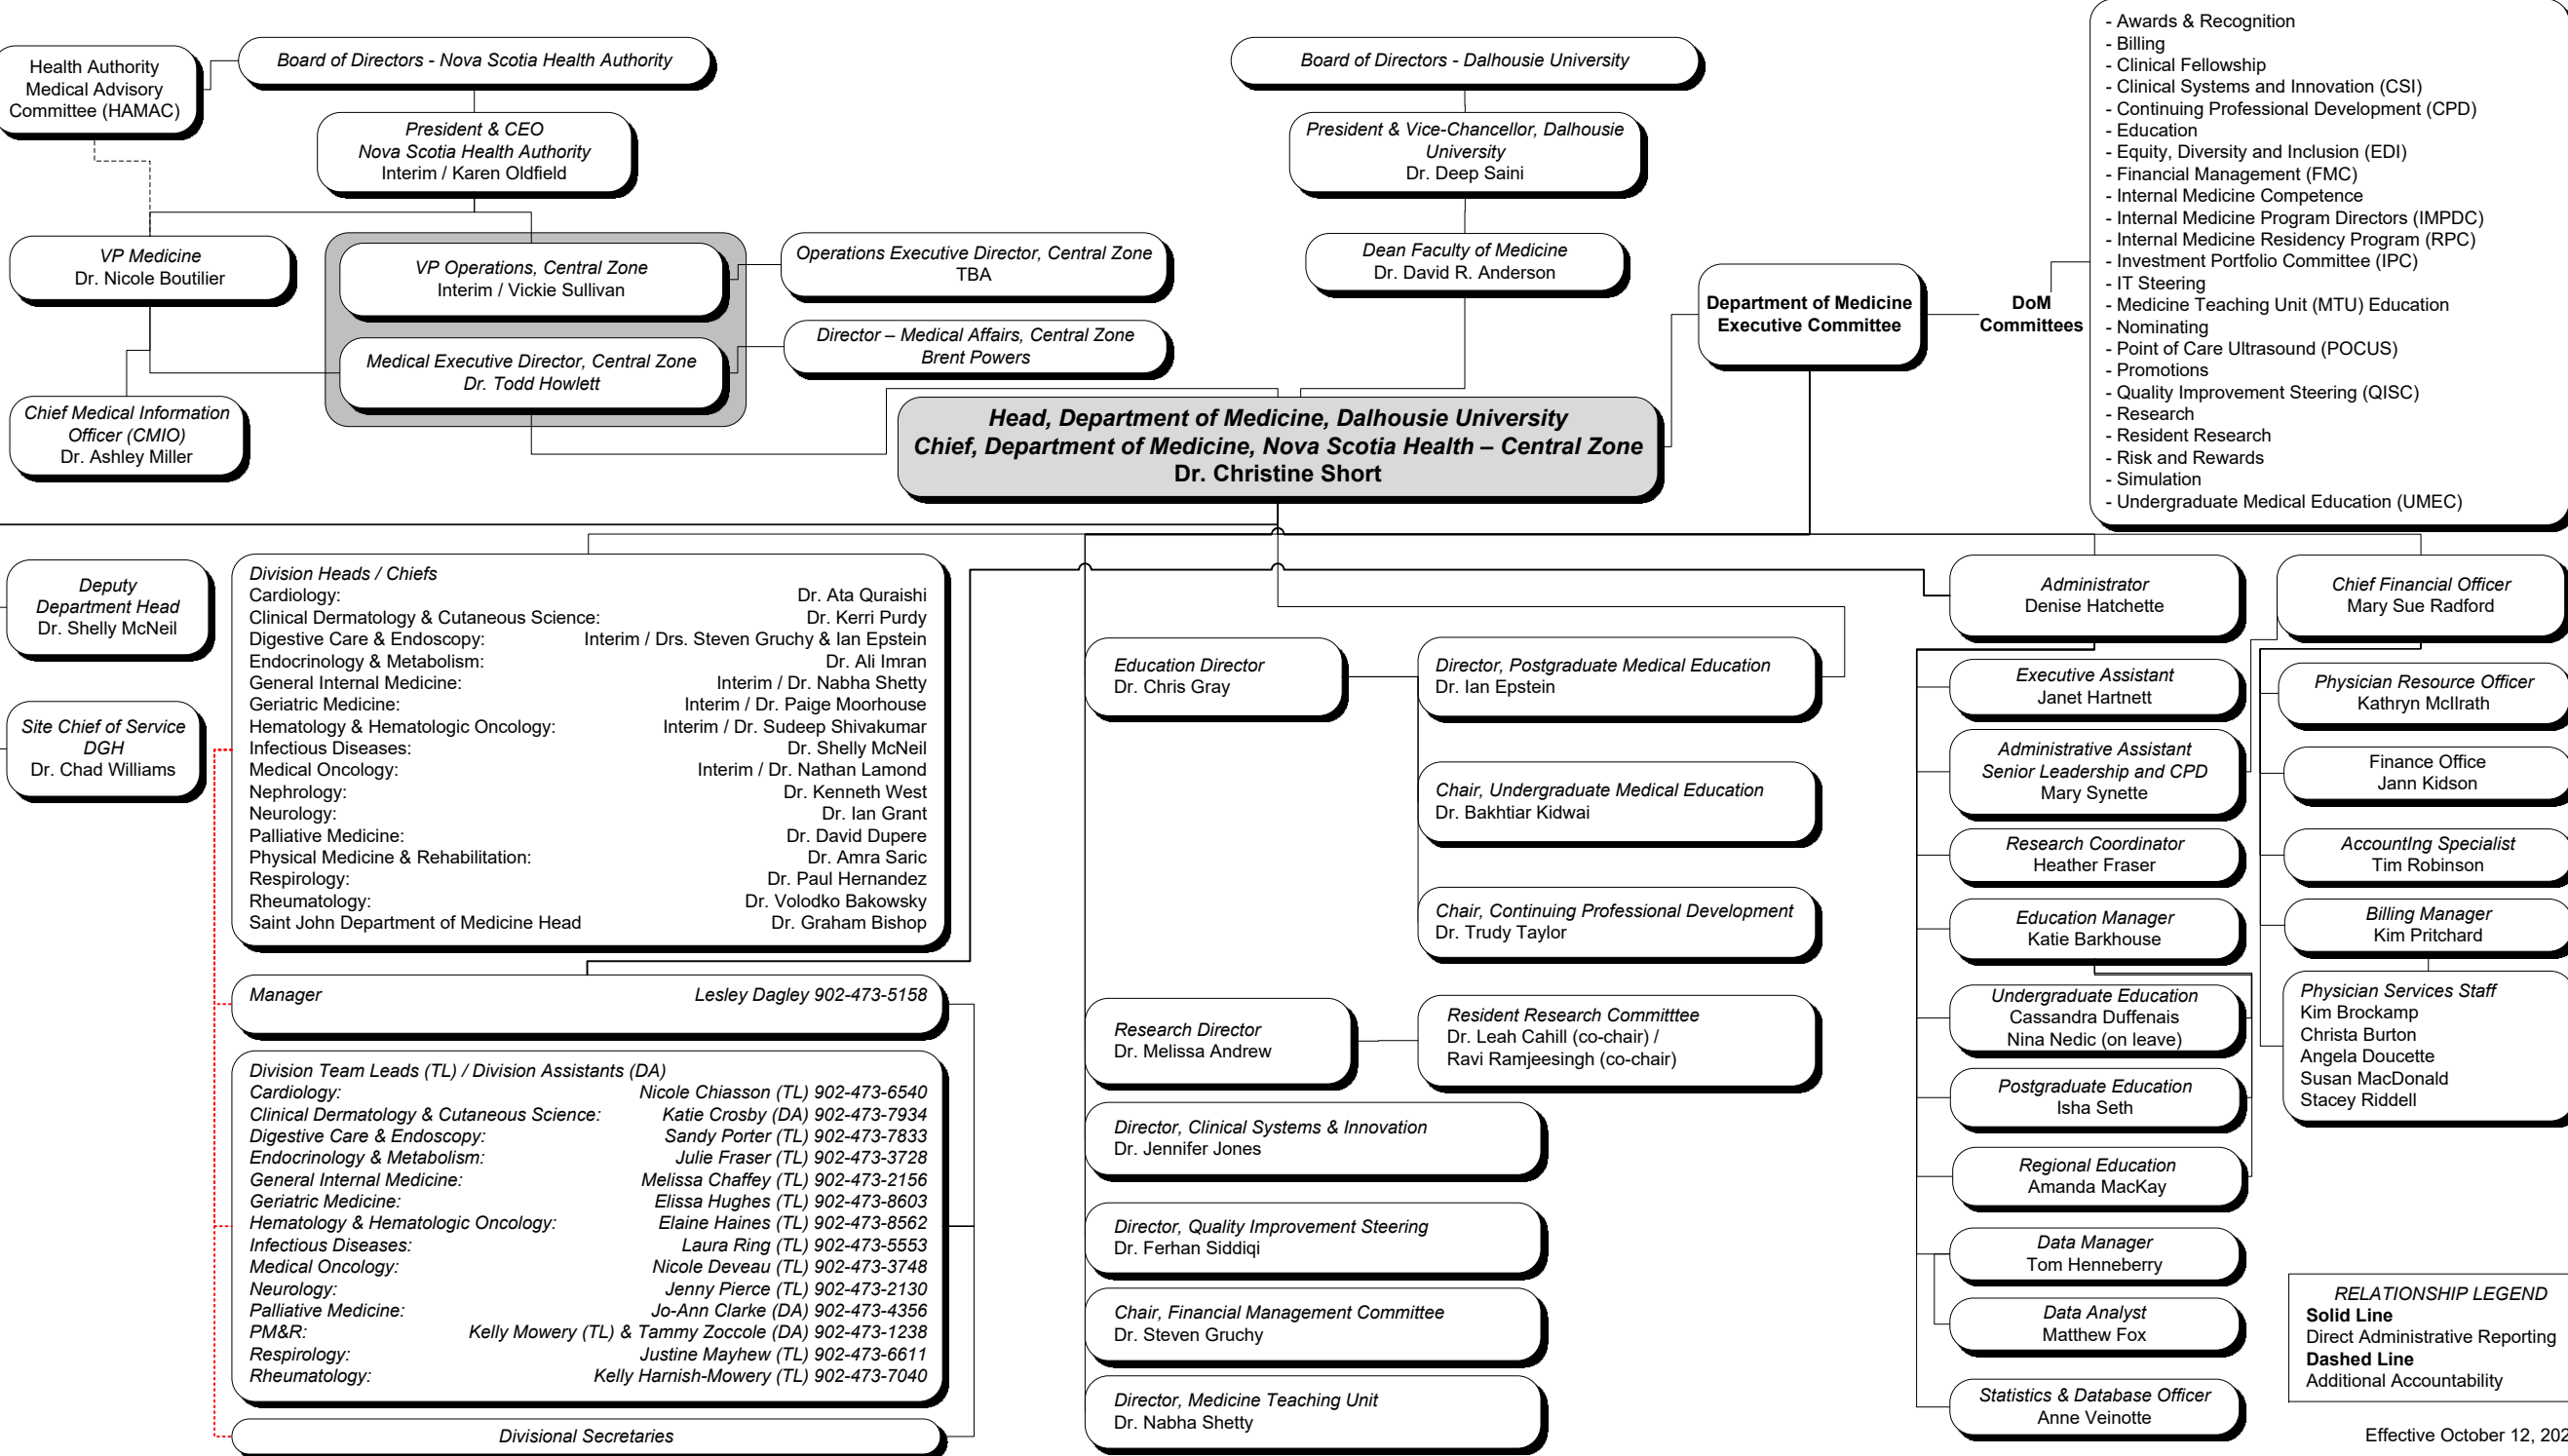 Health Authority
Medical Advisory
Committee (HAMAC)
Board of Directors - Nova Scotia Health Authority
President & CEO
Nova Scotia Health Authority
Interim / Karen Oldfield
VP Medicine
Dr. Nicole Boutilier
VP Operations, Central Zone
Interim / Vickie Sullivan
Medical Executive Director, Central Zone
Dr. Todd Howlett
Operations Executive Director, Central Zone
TBA
Director – Medical Affairs, Central Zone
Brent Powers
Chief Medical Information
Officer (CMIO)
Dr. Ashley Miller
Board of Directors - Dalhousie University
President & Vice-Chancellor, Dalhousie
University
Dr. Deep Saini
Dean Faculty of Medicine
Dr. David R. Anderson
Department of Medicine
Executive Committee
DoM
Committees
- Awards & Recognition
- Billing
- Clinical Fellowship
- Clinical Systems and Innovation (CSI)
- Continuing Professional Development (CPD)
- Education
- Equity, Diversity and Inclusion (EDI)
- Financial Management (FMC)
- Internal Medicine Competence
- Internal Medicine Program Directors (IMPDC)
- Internal Medicine Residency Program (RPC)
- Investment Portfolio Committee (IPC)
- IT Steering
- Medicine Teaching Unit (MTU) Education
- Nominating
- Point of Care Ultrasound (POCUS)
- Promotions
- Quality Improvement Steering (QISC)
- Research
- Resident Research
- Risk and Rewards
- Simulation
- Undergraduate Medical Education (UMEC)
Head, Department of Medicine, Dalhousie University
Chief, Department of Medicine, Nova Scotia Health – Central Zone
Dr. Christine Short
Deputy
Department Head
Dr. Shelly McNeil
Site Chief of Service
DGH
Dr. Chad Williams
Division Heads / Chiefs
Cardiology: Dr. Ata Quraishi
Clinical Dermatology & Cutaneous Science: Dr. Kerri Purdy
Digestive Care & Endoscopy: Interim / Drs. Steven Gruchy & Ian Epstein
Endocrinology & Metabolism: Dr. Ali Imran
General Internal Medicine: Interim / Dr. Nabha Shetty
Geriatric Medicine: Interim / Dr. Paige Moorhouse
Hematology & Hematologic Oncology: Interim / Dr. Sudeep Shivakumar
Infectious Diseases: Dr. Shelly McNeil
Medical Oncology: Interim / Dr. Nathan Lamond
Nephrology: Dr. Kenneth West
Neurology: Dr. Ian Grant
Palliative Medicine: Dr. David Dupere
Physical Medicine & Rehabilitation: Dr. Amra Saric
Respirology: Dr. Paul Hernandez
Rheumatology: Dr. Volodko Bakowsky
Saint John Department of Medicine Head Dr. Graham Bishop
Manager Lesley Dagley 902-473-5158
Division Team Leads (TL) / Division Assistants (DA)
Cardiology: Nicole Chiasson (TL) 902-473-6540
Clinical Dermatology & Cutaneous Science: Katie Crosby (DA) 902-473-7934
Digestive Care & Endoscopy: Sandy Porter (TL) 902-473-7833
Endocrinology & Metabolism: Julie Fraser (TL) 902-473-3728
General Internal Medicine: Melissa Chaffey (TL) 902-473-2156
Geriatric Medicine: Elissa Hughes (TL) 902-473-8603
Hematology & Hematologic Oncology: Elaine Haines (TL) 902-473-8562
Infectious Diseases: Laura Ring (TL) 902-473-5553
Medical Oncology: Nicole Deveau (TL) 902-473-3748
Neurology: Jenny Pierce (TL) 902-473-2130
Palliative Medicine: Jo-Ann Clarke (DA) 902-473-4356
PM&R: Kelly Mowery (TL) & Tammy Zoccole (DA) 902-473-1238
Respirology: Justine Mayhew (TL) 902-473-6611
Rheumatology: Kelly Harnish-Mowery (TL) 902-473-7040
Divisional Secretaries
Education Director
Dr. Chris Gray
Director, Postgraduate Medical Education
Dr. Ian Epstein
Chair, Undergraduate Medical Education
Dr. Bakhtiar Kidwai
Chair, Continuing Professional Development
Dr. Trudy Taylor
Research Director
Dr. Melissa Andrew
Resident Research Committtee
Dr. Leah Cahill (co-chair) /
Ravi Ramjeesingh (co-chair)
Director, Clinical Systems & Innovation
Dr. Jennifer Jones
Director, Quality Improvement Steering
Dr. Ferhan Siddiqi
Chair, Financial Management Committee
Dr. Steven Gruchy
Director, Medicine Teaching Unit
Dr. Nabha Shetty
Administrator
Denise Hatchette
Executive Assistant
Janet Hartnett
Administrative Assistant
Senior Leadership and CPD
Mary Synette
Research Coordinator
Heather Fraser
Education Manager
Katie Barkhouse
Undergraduate Education
Cassandra Duffenais
Nina Nedic (on leave)
Postgraduate Education
Isha Seth
Regional Education
Amanda MacKay
Data Manager
Tom Henneberry
Data Analyst
Matthew Fox
Statistics & Database Officer
Anne Veinotte
Chief Financial Officer
Mary Sue Radford
Physician Resource Officer
Kathryn McIlrath
Finance Office
Jann Kidson
AccountIng Specialist
Tim Robinson
Billing Manager
Kim Pritchard
Physician Services Staff
Kim Brockamp
Christa Burton
Angela Doucette
Susan MacDonald
Stacey Riddell
RELATIONSHIP LEGEND
Solid Line
Direct Administrative Reporting
Dashed Line
Additional Accountability
Effective October 12, 202